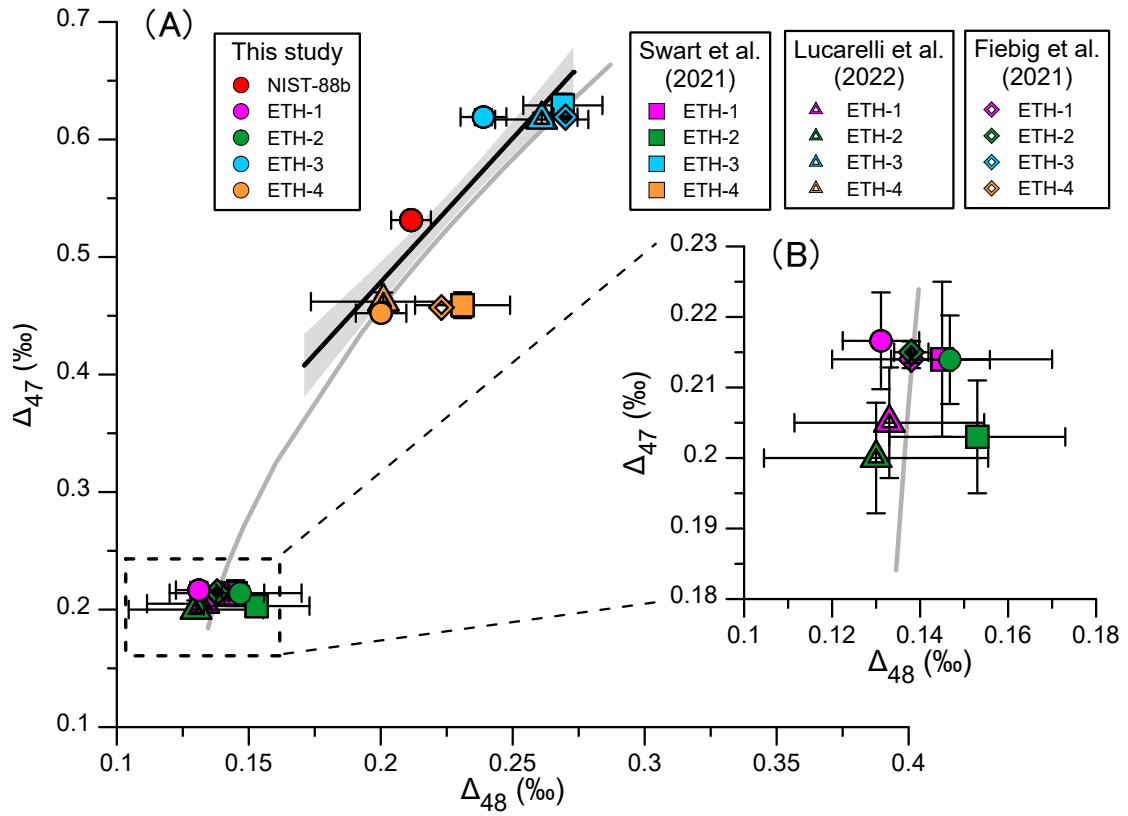 (A)
This study
NIST-88b
ETH-1
ETH-2
ETH-3
ETH-4
Swart et al.
(2021)
ETH-1
ETH-2
ETH-3
ETH-4
Lucarelli et al.
(2022)
ETH-1
ETH-2
ETH-3
ETH-4
Fiebig et al.
(2021)
ETH-1
ETH-2
ETH-3
ETH-4
0.7
0.6
0.5
0.4
0.3
0.2
0.1
Δ47 (‰)
0.1
0.15
0.2
0.25
0.3
0.35
0.4
Δ48 (‰)
(B)
0.23
0.22
0.21
0.2
0.19
0.18
Δ47 (‰)
0.1
0.12
0.14
0.16
0.18
Δ48 (‰)